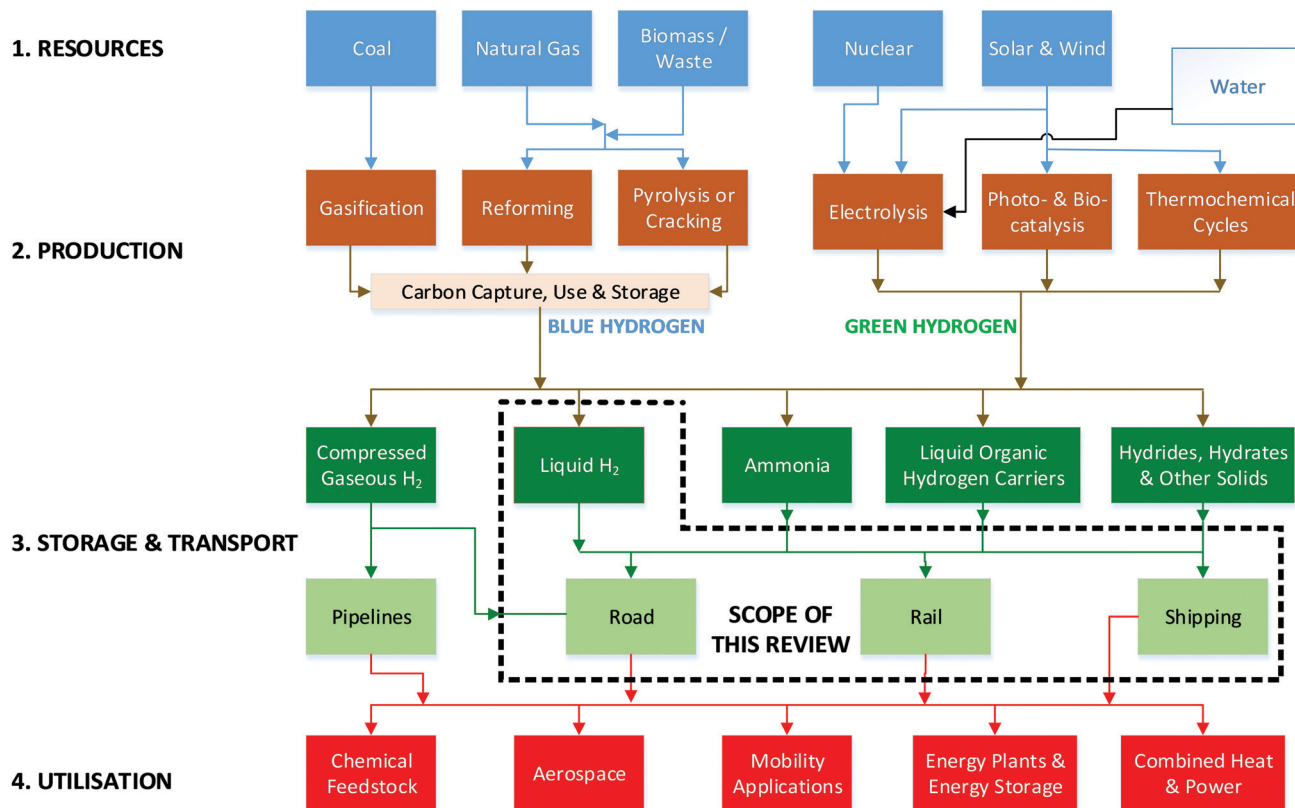 1. RESOURCES
Coal
Natural Gas
Biomass /
Waste
Nuclear
Solar & Wind
Water
2. PRODUCTION
Gasification
Reforming
Pyrolysis or
Cracking
Electrolysis
Photo- & Bio-
catalysis
Thermochemical
Cycles
Carbon Capture, Use & Storage
BLUE HYDROGEN
GREEN HYDROGEN
3. STORAGE & TRANSPORT
Compressed
Gaseous H₂
Liquid H₂
Ammonia
Liquid Organic
Hydrogen Carriers
Hydrides, Hydrates
& Other Solids
Pipelines
Road
SCOPE OF
THIS REVIEW
Rail
Shipping
4. UTILISATION
Chemical
Feedstock
Aerospace
Mobility
Applications
Energy Plants &
Energy Storage
Combined Heat
& Power